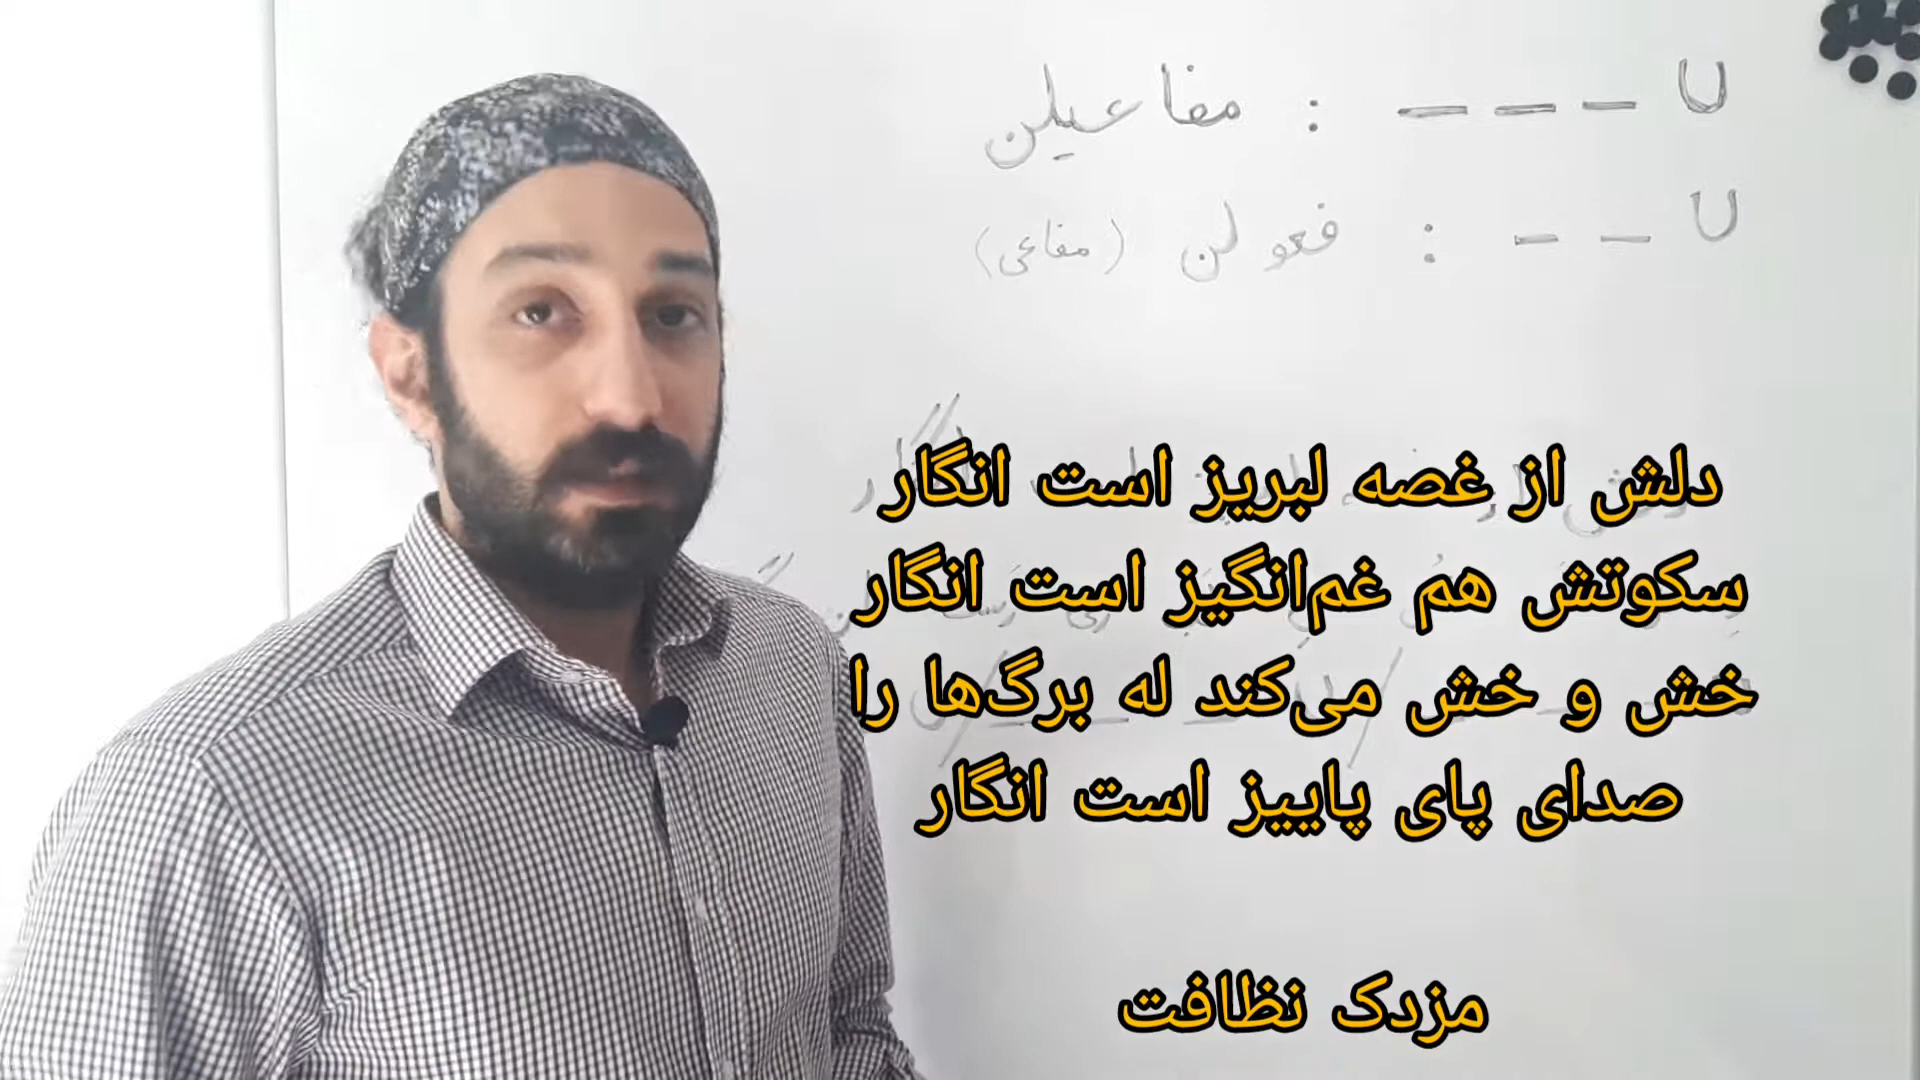 U — — — : مفاعیلن
U — — : فعولن (مفاعی)
دلش از غصه لبریز است انگار
سکوتش هم غم‌انگیز است انگار
خش و خش می‌کند له برگ‌ها را
صدای پای پاییز است انگار
مزدک نظافت